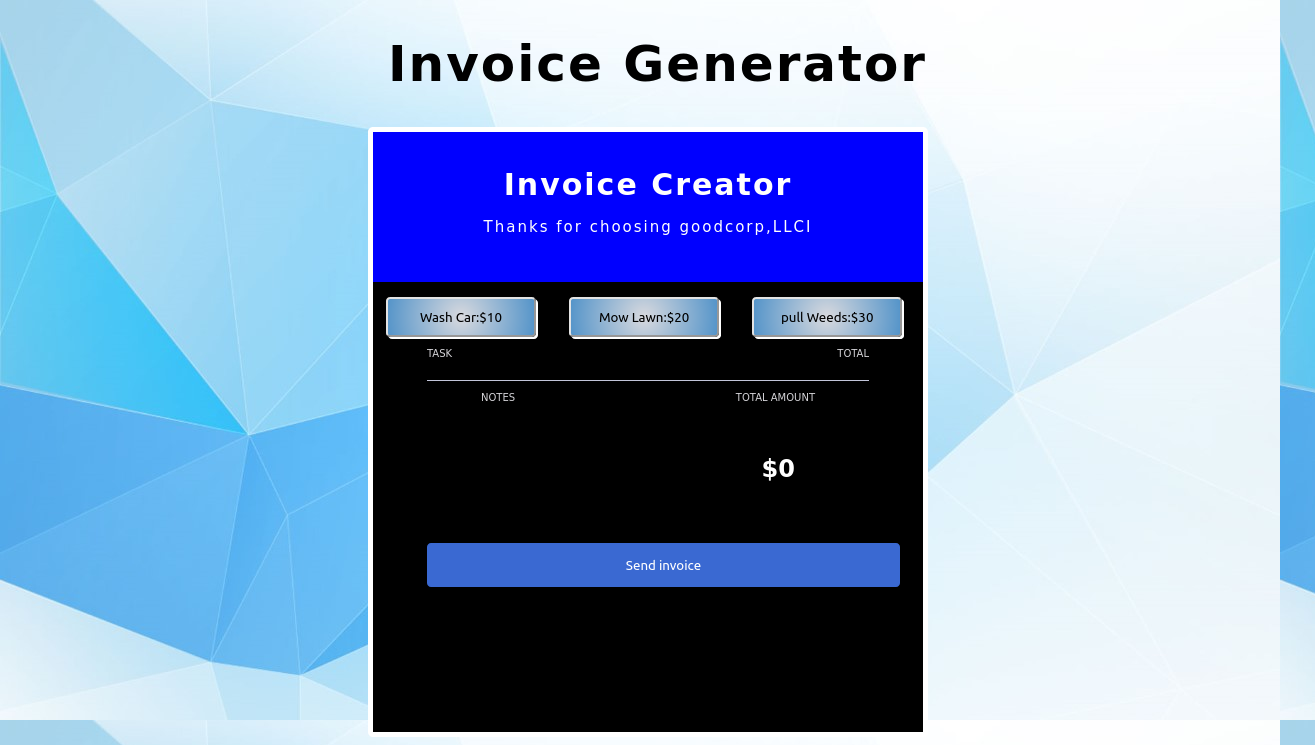 Invoice Generator
Invoice Creator
Thanks for choosing goodcorp,LLCI
Wash Car:$10 Mow Lawn:$20 pull Weeds:$30
TASK TOTAL
NOTES TOTAL AMOUNT
$0
Send invoice